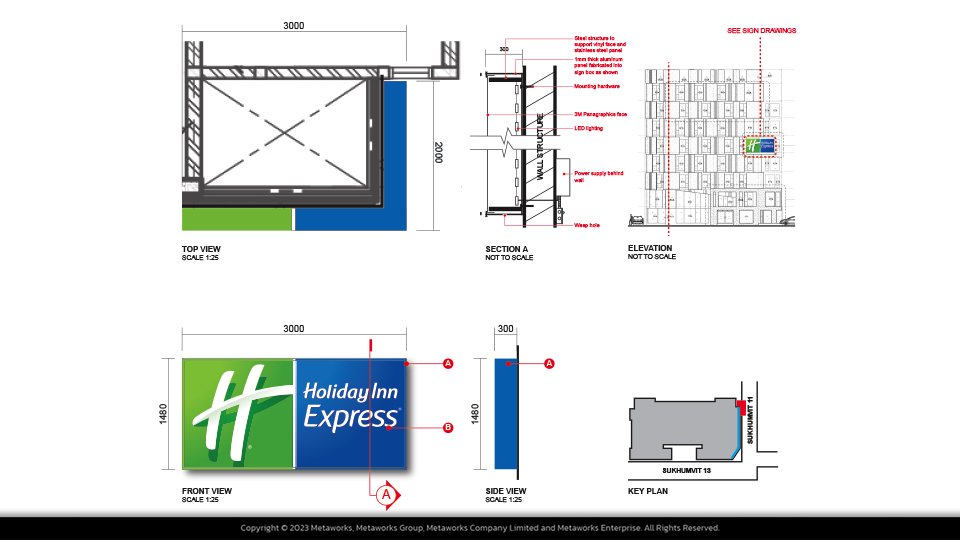 3000
2000
TOP VIEW
SCALE 1:25
300
WALL STRUCTURE
Steel structure to
support vinyl face and
stainless steel panel
1mm thick aluminum
panel fabricated into
sign box as shown
Mounting hardware
3M Panagraphics face
LED lighting
Power supply behind
wall
Weep hole
SECTION A
NOT TO SCALE
SEE SIGN DRAWINGS
Holiday Inn
Express
ELEVATION
NOT TO SCALE
3000
1480
H
Holiday Inn
Express
A
B
A
FRONT VIEW
SCALE 1:25
300
1480
A
SIDE VIEW
SCALE 1:25
SUKHUMVIT 11
SUKHUMVIT 13
KEY PLAN
Copyright © 2023 Metaworks, Metaworks Group, Metaworks Company Limited and Metaworks Enterprise. All Rights Reserved.